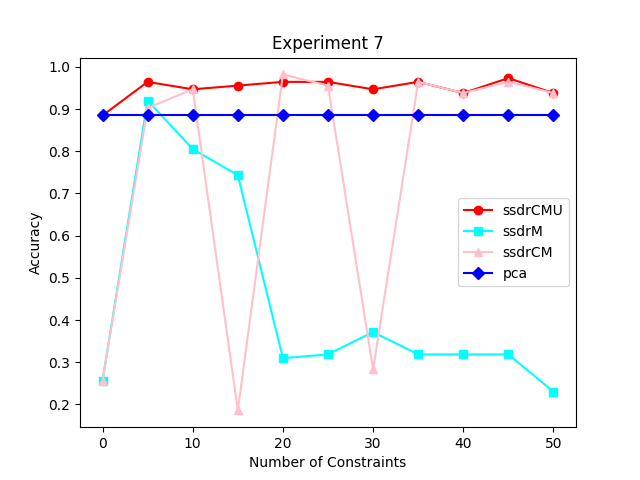 Experiment 7
Accuracy
1.0
0.9
0.8
0.7
0.6
0.5
0.4
0.3
0.2
ssdrCMU
ssdrM
ssdrCM
pca
0 10 20 30 40 50
Number of Constraints